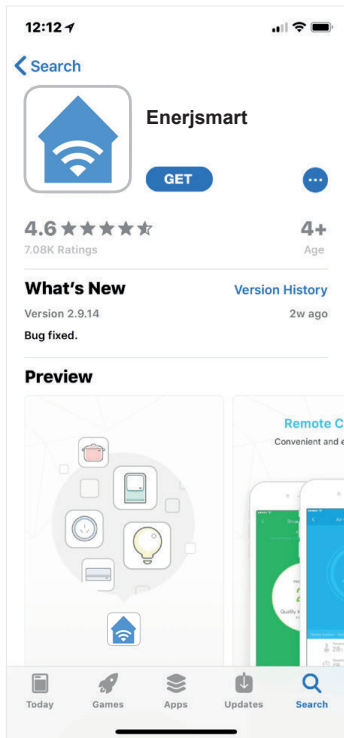 12:12
Search
Enerjsmart
GET
4.6
4+
7.08K Ratings
Age
What's New
Version History
Version 2.9.14
2w ago
Bug fixed.
Preview
Remote C
Convenient and e
Today
Games
Apps
Updates
Search